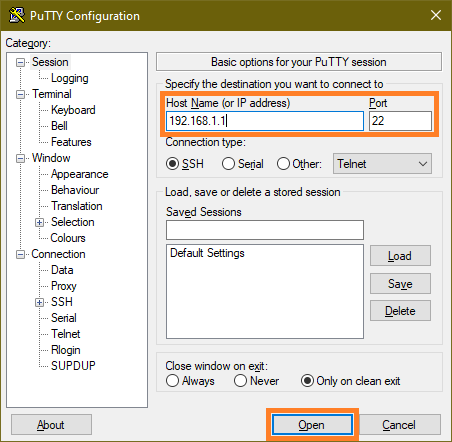 PuTTY Configuration
Category:
Session
Logging
Terminal
Keyboard
Bell
Features
Window
Appearance
Behaviour
Translation
Selection
Colours
Connection
Data
Proxy
SSH
Serial
Telnet
Rlogin
SUPDUP
Basic options for your PuTTY session
Specify the destination you want to connect to
Host Name (or IP address) Port
192.168.1.1 22
Connection type:
SSH Serial Other: Telnet
Load, save or delete a stored session
Saved Sessions
Default Settings
Load
Save
Delete
Close window on exit:
Always Never Only on clean exit
About Open Cancel